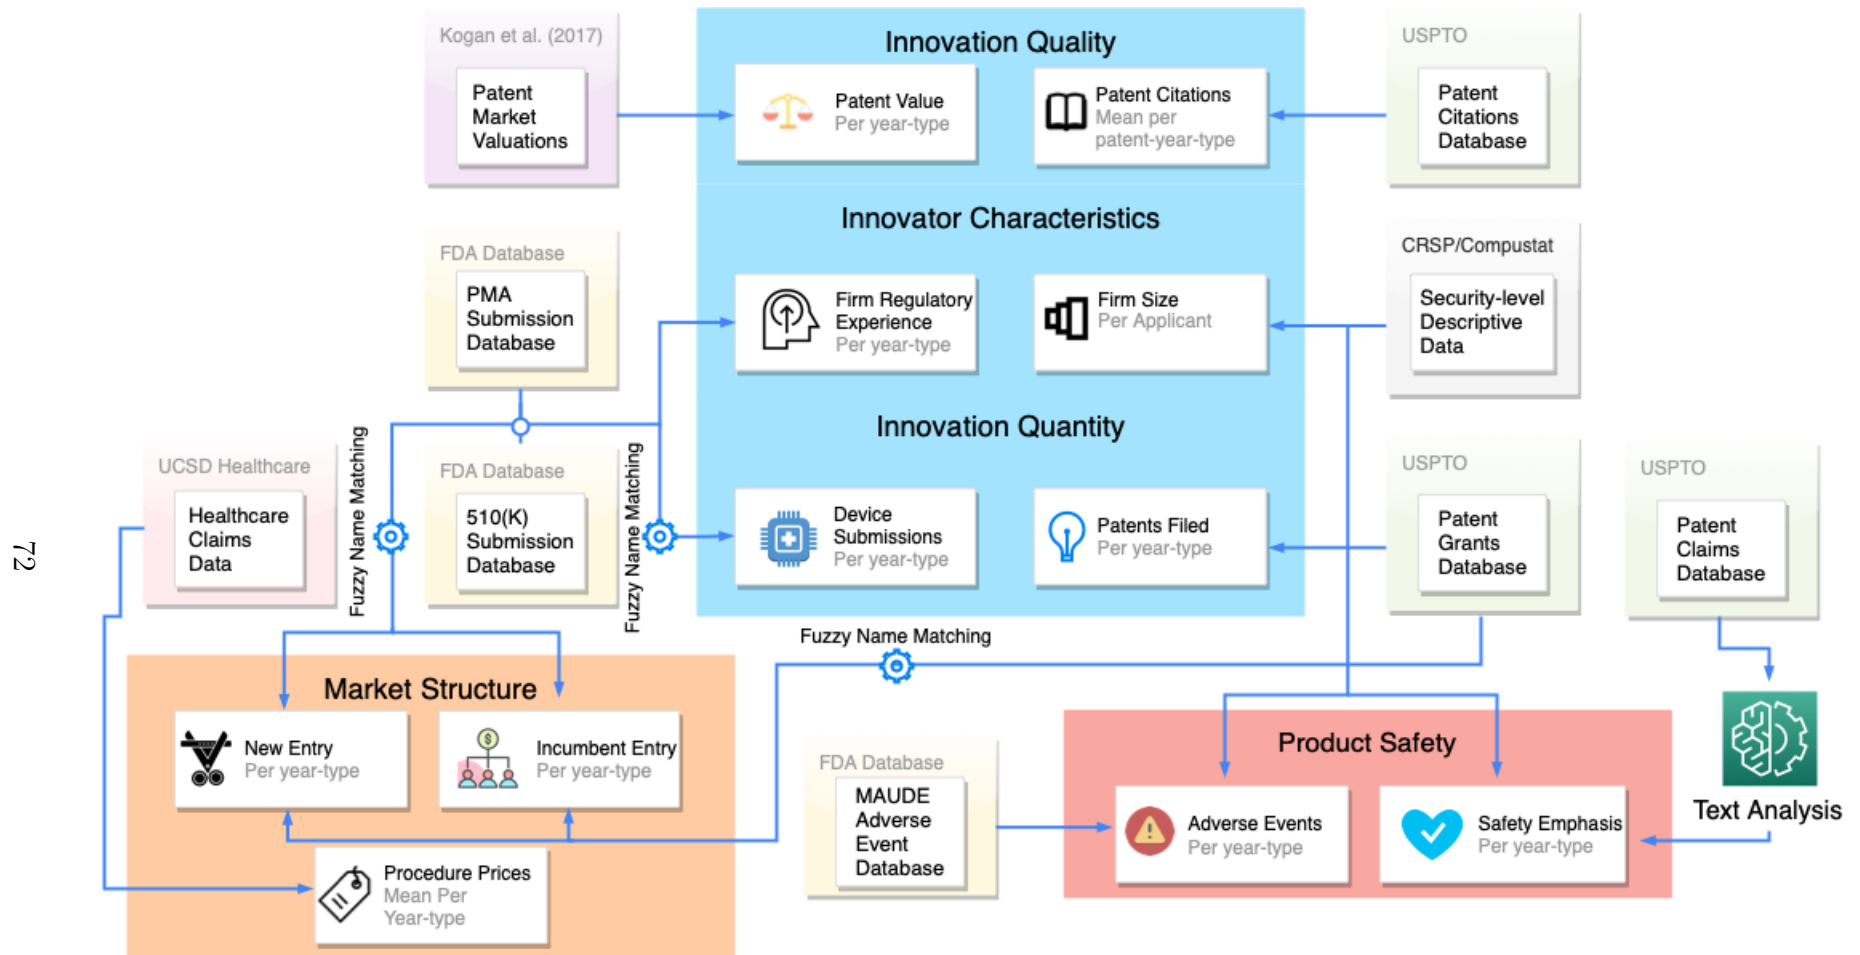 Kogan et al. (2017)
Patent
Market
Valuations
Innovation Quality
Patent Value
Per year-type
Patent Citations
Mean per
patent-year-type
USPTO
Patent
Citations
Database
Innovator Characteristics
FDA Database
PMA
Submission
Database
Firm Regulatory
Experience
Per year-type
Firm Size
Per Applicant
CRSP/Compustat
Security-level
Descriptive
Data
Innovation Quantity
UCSD Healthcare
Healthcare
Claims
Data
Fuzzy Name Matching
FDA Database
510(K)
Submission
Database
Fuzzy Name Matching
Device
Submissions
Per year-type
Patents Filed
Per year-type
USPTO
Patent
Grants
Database
USPTO
Patent
Claims
Database
72
Fuzzy Name Matching
Market Structure
New Entry
Per year-type
$
Incumbent Entry
Per year-type
Procedure Prices
Mean Per
Year-type
FDA Database
MAUDE
Adverse
Event
Database
Product Safety
Adverse Events
Per year-type
Safety Emphasis
Per year-type
Text Analysis